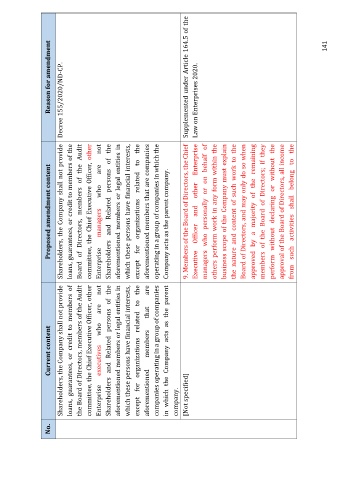 141
No.
Current content
Proposed amendment content
Reason for amendment
Shareholders, the Company shall not provide
loans, guarantees, or credit to members of
the Board of Directors, members of the Audit
committee, the Chief Executive Officer, other
Enterprise executives who are not
Shareholders and Related persons of the
aforementioned members or legal entities in
which these persons have financial interests,
except for organizations related to the
aforementioned members that are
companies operating in a group of companies
in which the Company acts as the parent
company.
Shareholders, the Company shall not provide
loans, guarantees, or credit to members of the
Board of Directors, members of the Audit
committee, the Chief Executive Officer, other
Enterprise managers who are not
Shareholders and Related persons of the
aforementioned members or legal entities in
which these persons have financial interests,
except for organizations related to the
aforementioned members that are companies
operating in a group of companies in which the
Company acts as the parent company.
Decree 155/2020/ND-CP.
[Not specified]
9. Members of the Board of Directors, the Chief
Executive Officer and other Enterprise
managers who personally or on behalf of
others perform work in any form within the
business scope of the Company must explain
the nature and content of such work to the
Board of Directors, and may only do so when
approved by a majority of the remaining
members of the Board of Directors; if they
perform without declaring or without the
approval of the Board of Directors, all income
from such activities shall belong to the
Supplemented under Article 164.5 of the
Law on Enterprises 2020.